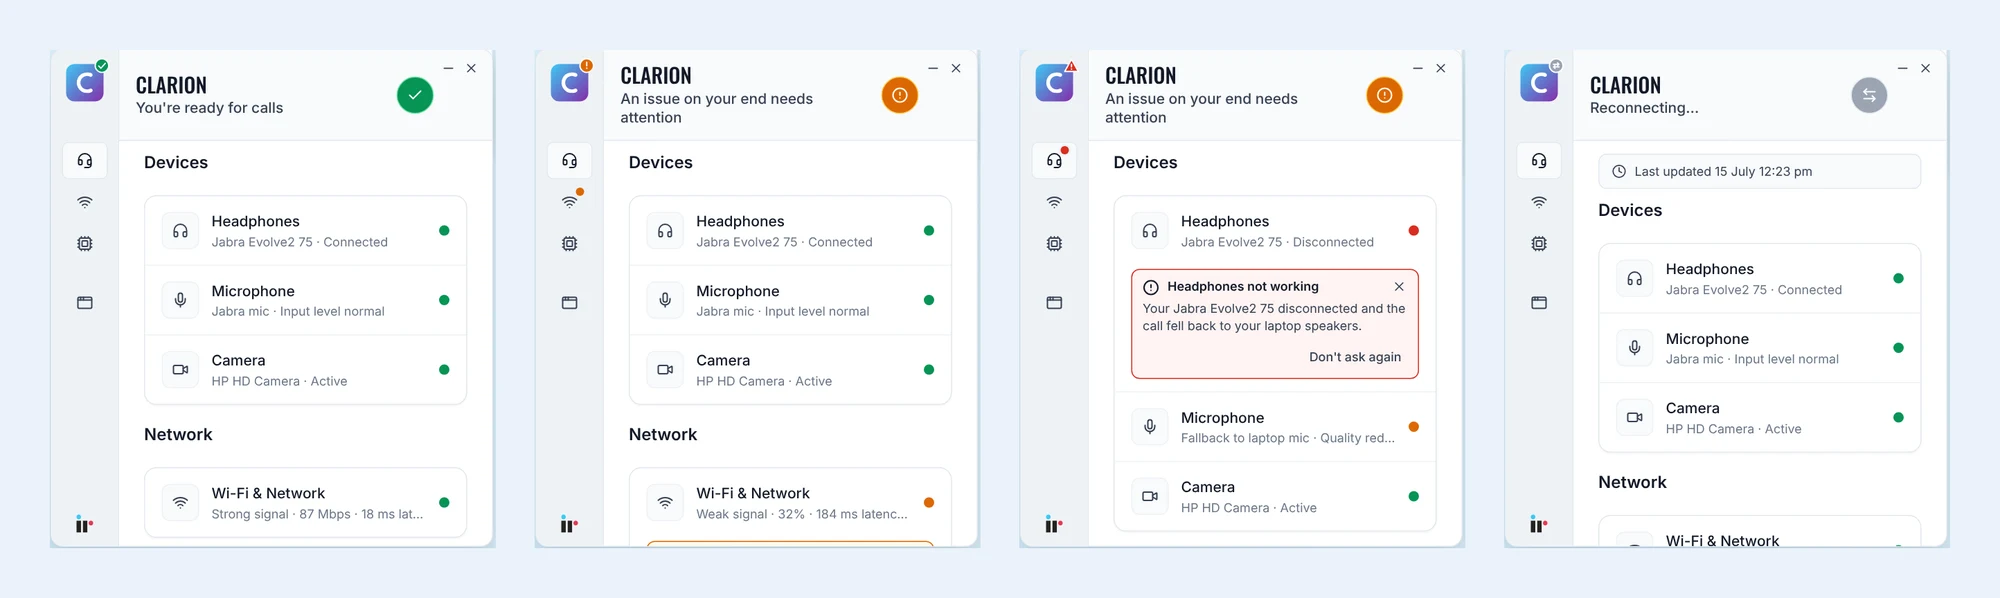 C
CLARION
You're ready for calls
Devices
Headphones
Jabra Evolve2 75 · Connected
Microphone
Jabra mic · Input level normal
Camera
HP HD Camera · Active
Network
Wi-Fi & Network
Strong signal · 87 Mbps · 18 ms lat...
ir
C
CLARION
An issue on your end needs
attention
Devices
Headphones
Jabra Evolve2 75 · Connected
Microphone
Jabra mic · Input level normal
Camera
HP HD Camera · Active
Network
Wi-Fi & Network
Weak signal · 32% · 184 ms latenc...
ir
C
CLARION
An issue on your end needs
attention
Devices
Headphones
Jabra Evolve2 75 · Disconnected
Headphones not working
Your Jabra Evolve2 75 disconnected and the
call fell back to your laptop speakers.
Don't ask again
Microphone
Fallback to laptop mic · Quality red...
Camera
HP HD Camera · Active
ir
C
CLARION
Reconnecting...
Last updated 15 July 12:23 pm
Devices
Headphones
Jabra Evolve2 75 · Connected
Microphone
Jabra mic · Input level normal
Camera
HP HD Camera · Active
Network
Wi-Fi & Network
ir